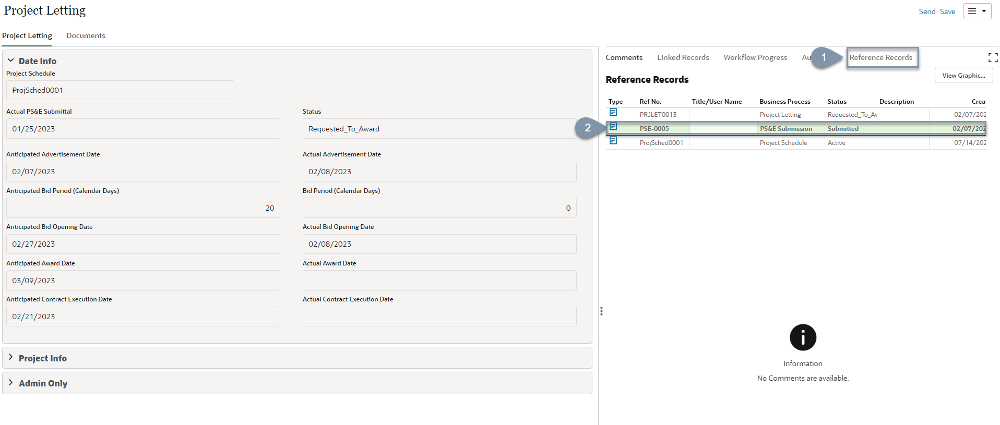 Project Letting
Send Save
Project Letting Documents
Date Info
Project Schedule
ProjSched0001
Actual PS&E Submittal
01/25/2023
Status
Requested_To_Award
Anticipated Advertisement Date
02/07/2023
Actual Advertisement Date
02/08/2023
Anticipated Bid Period (Calendar Days)
20
Bid Period (Calendar Days)
0
Anticipated Bid Opening Date
02/27/2023
Actual Bid Opening Date
02/08/2023
Anticipated Award Date
03/09/2023
Actual Award Date
Anticipated Contract Execution Date
02/21/2023
Actual Contract Execution Date
Project Info
Admin Only
Comments Linked Records Workflow Progress Au 1 Reference Records
Reference Records
View Graphic...
Type Ref No. Title/User Name Business Process Status Description Crea
PRJLET0013 Project Letting Requested_To_Aw 02/07/202
2 PSE-0005 PS&E Submission Submitted 02/07/202
ProjSched0001 Project Schedule Active 07/14/202
Information
No Comments are available.